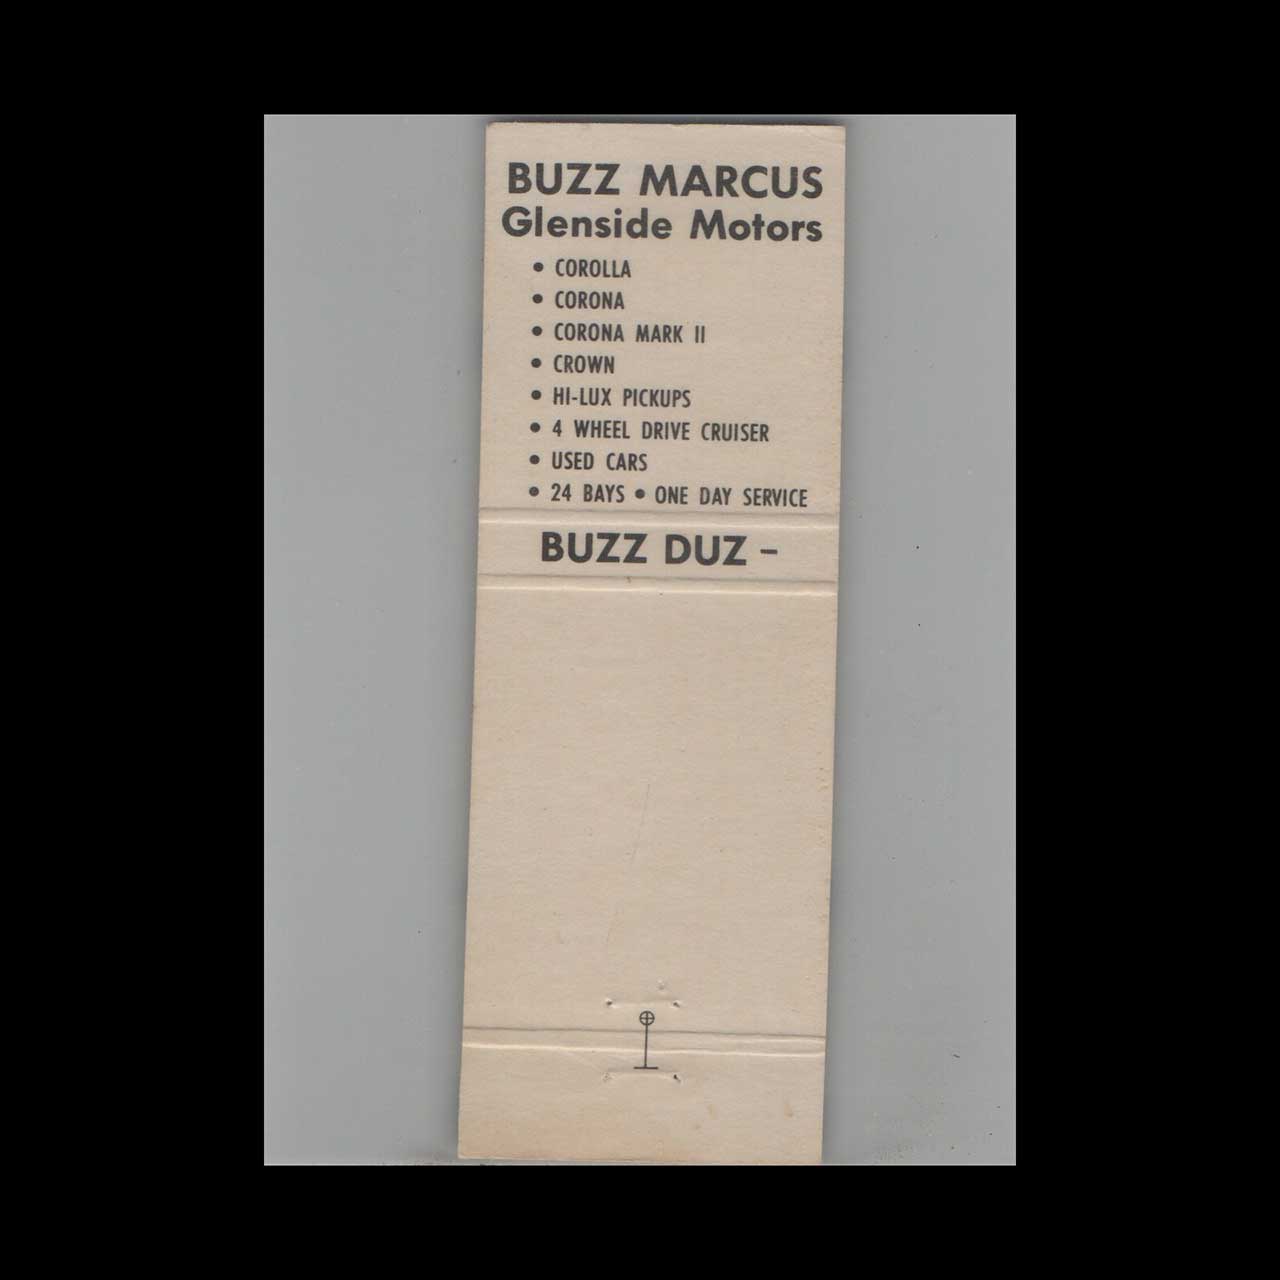 BUZZ MARCUS
Glenside Motors
• COROLLA
• CORONA
• CORONA MARK II
• CROWN
• HI-LUX PICKUPS
• 4 WHEEL DRIVE CRUISER
• USED CARS
• 24 BAYS • ONE DAY SERVICE
BUZZ DUZ –